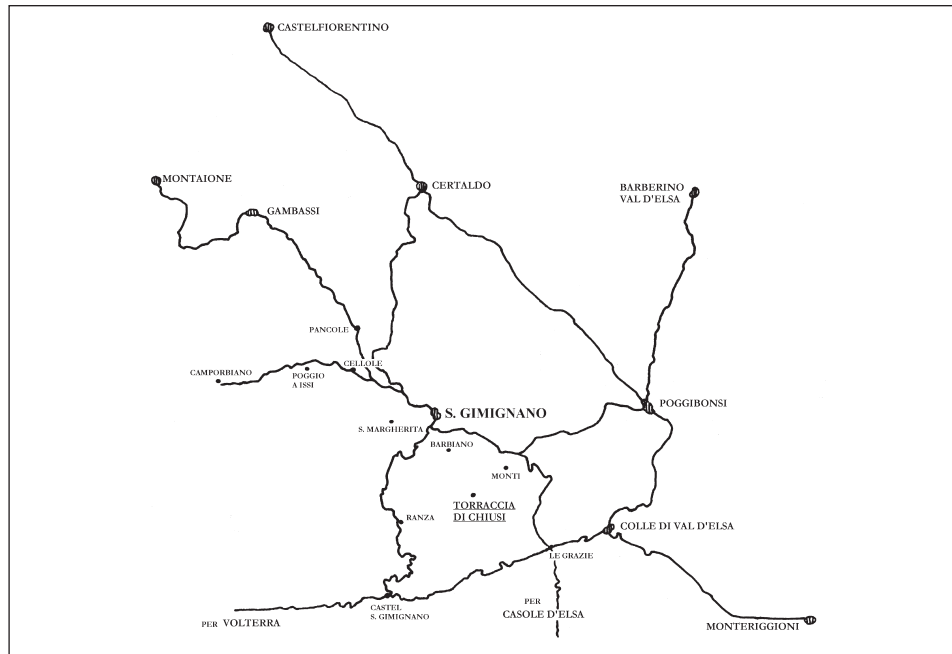 CASTELFIORENTINO
MONTAIONE
CERTALDO
BARBERINO
VAL D'ELSA
GAMBASSI
PANCOLE
CELLOLE
CAMPORBIANO
POGGIO
A ISSI
POGGIBONSI
S. GIMIGNANO
S. MARGHERITA
BARBIANO
MONTI
TORRACCIA
DI CHIUSI
RANZA
COLLE DI VAL D'ELSA
LE GRAZIE
CASTEL
S. GIMIGNANO
PER
CASOLE D'ELSA
PER VOLTERRA
MONTERIGGIONI